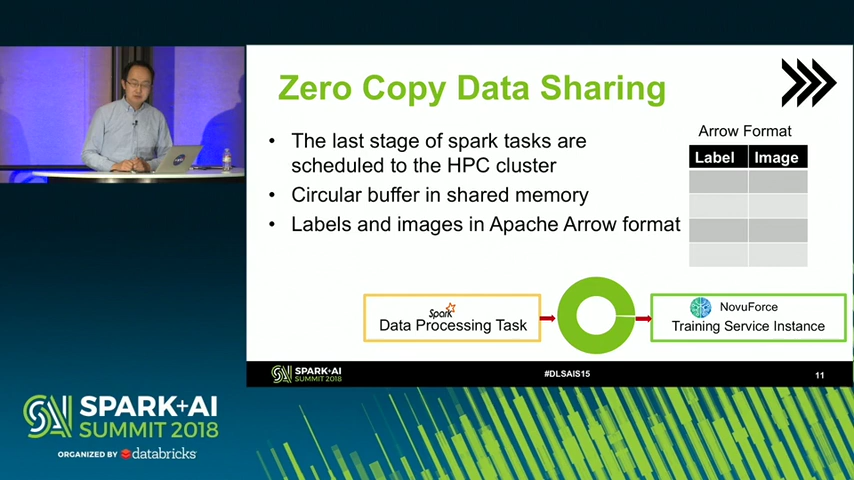 Zero Copy Data Sharing
• The last stage of spark tasks are
scheduled to the HPC cluster
• Circular buffer in shared memory
• Labels and images in Apache Arrow format
Arrow Format
Label Image
Spark
Data Processing Task
NovuForce
Training Service Instance
SPARK+AI
SUMMIT 2018
#DLSAIS15
11
SPARK+AI
SUMMIT 2018
ORGANIZED BY databricks